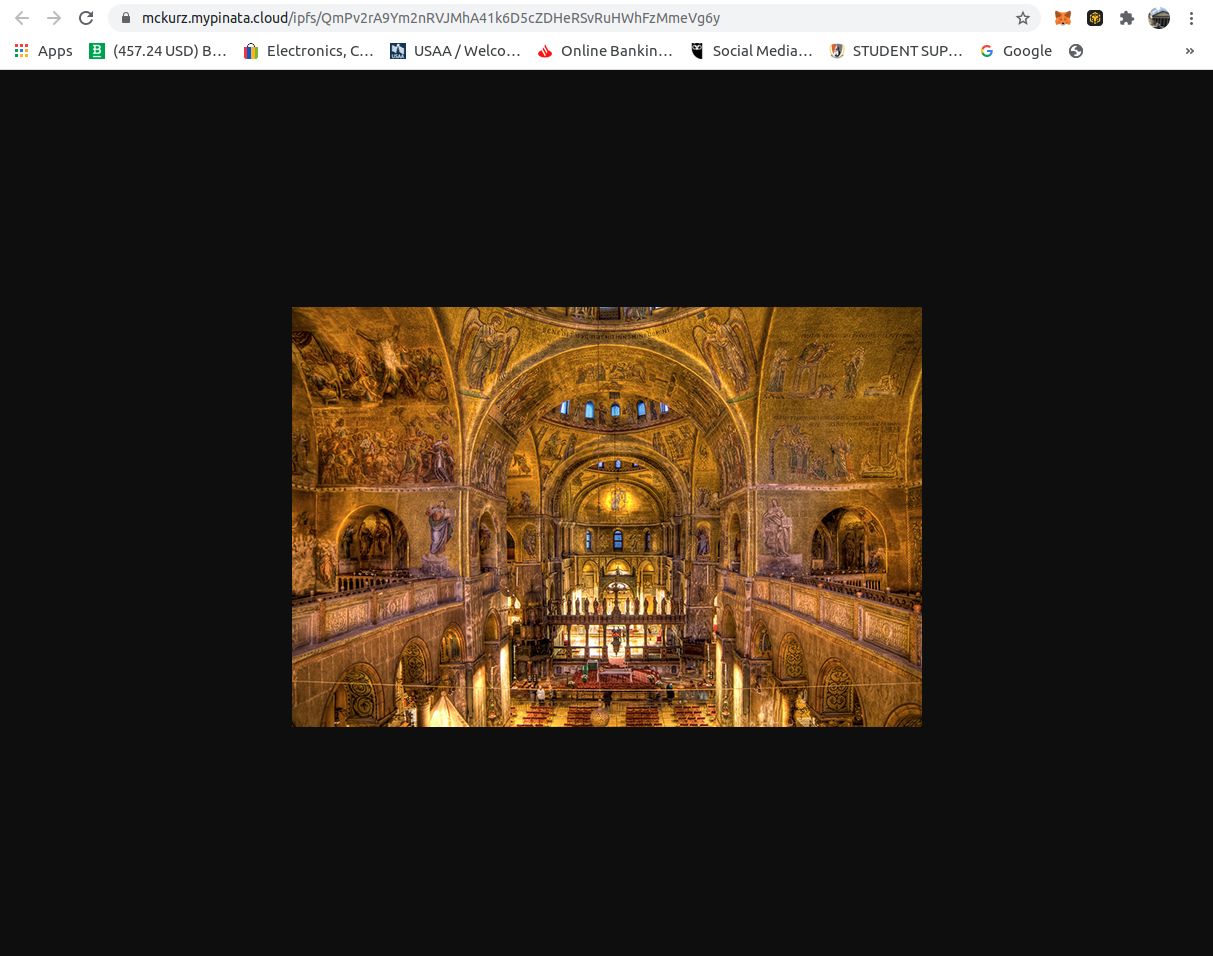 mckurz.mypinata.cloud/ipfs/QmPv2rA9Ym2nRVJMhA41k6D5cZDHeRSvRuHWhFzMmeVg6y
Apps (457.24 USD) B… Electronics, C… USAA / Welco… Online Bankin… Social Media… STUDENT SUP… Google »